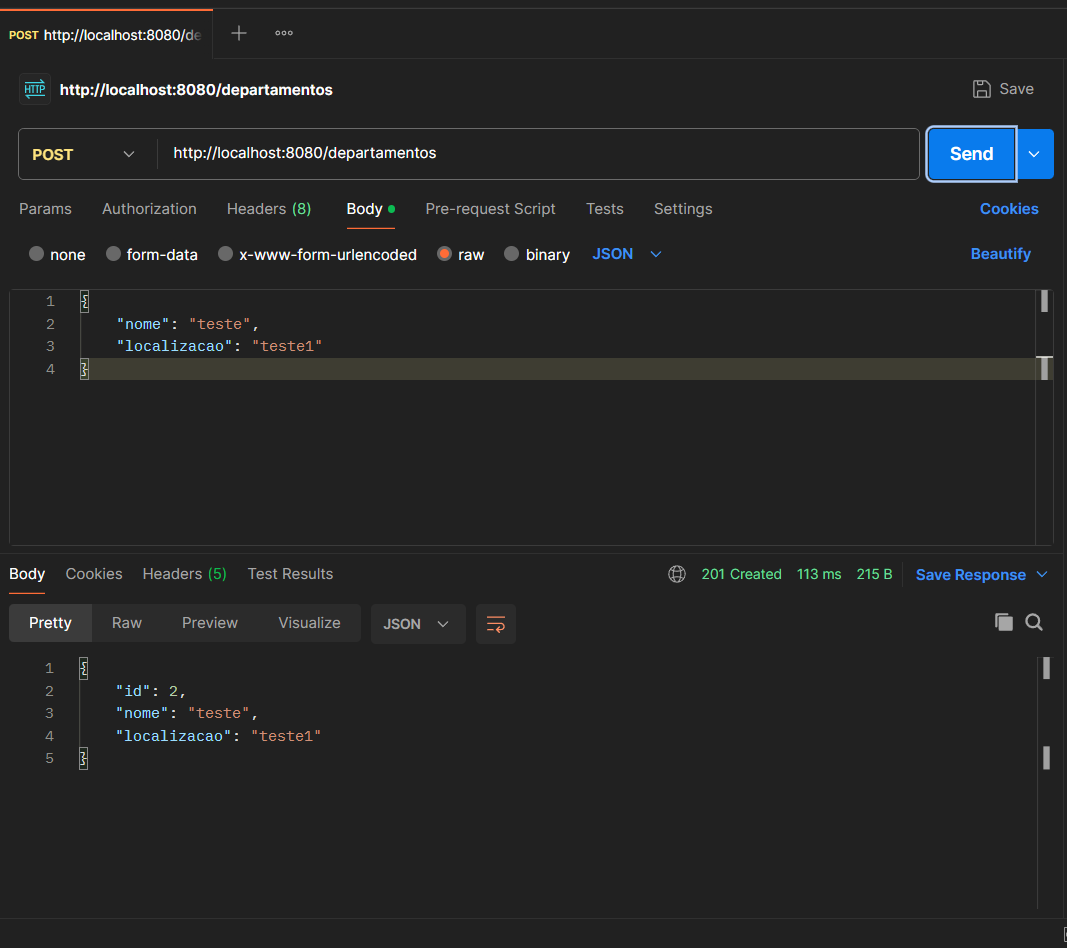 POST http://localhost:8080/de
HTTP http://localhost:8080/departamentos Save
POST http://localhost:8080/departamentos Send
Params Authorization Headers (8) Body Pre-request Script Tests Settings Cookies
none form-data x-www-form-urlencoded raw binary JSON Beautify
1 {
2 "nome": "teste",
3 "localizacao": "teste1"
4 }
Body Cookies Headers (5) Test Results 201 Created 113 ms 215 B Save Response
Pretty Raw Preview Visualize JSON
1 {
2 "id": 2,
3 "nome": "teste",
4 "localizacao": "teste1"
5 }